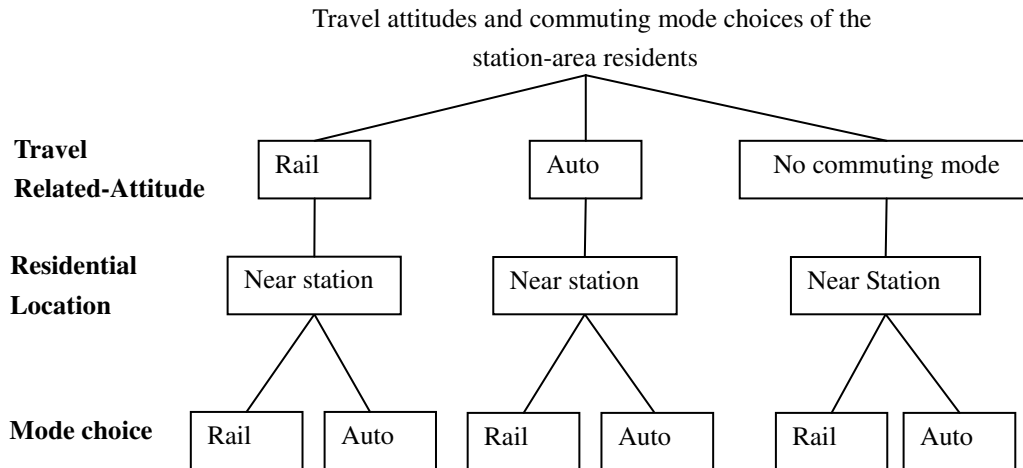 Travel attitudes and commuting mode choices of the
station-area residents
Travel
Related-Attitude
Rail
Auto
No commuting mode
Residential
Location
Near station
Near station
Near Station
Mode choice
Rail
Auto
Rail
Auto
Rail
Auto